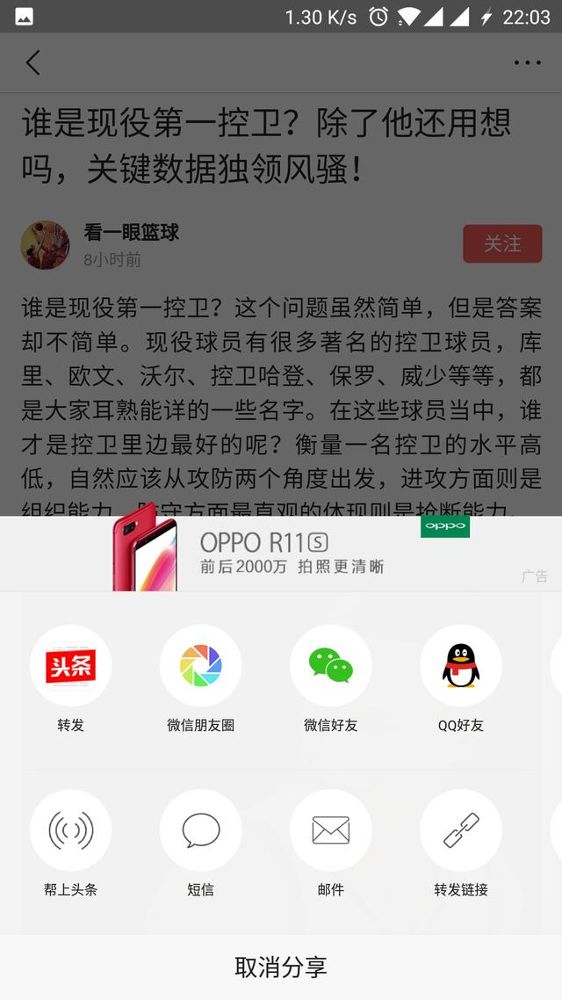 1.30 K/s 22:03
谁是现役第一控卫？除了他还用想
吗，关键数据独领风骚！
看一眼篮球
8小时前
关注
谁是现役第一控卫？这个问题虽然简单，但是答案
却不简单。现役球员有很多著名的控卫球员，库
里、欧文、沃尔、控卫哈登、保罗、威少等等，都
是大家耳熟能详的一些名字。在这些球员当中，谁
才是控卫里边最好的呢？衡量一名控卫的水平高
低，自然应该从攻防两个角度出发，进攻方面则是
组织能力，防守方面最直观的体现则是抢断能力。
OPPO R11S
前后2000万 拍照更清晰
oppo
广告
头条
转发 微信朋友圈 微信好友 QQ好友
帮上头条 短信 邮件 转发链接
取消分享